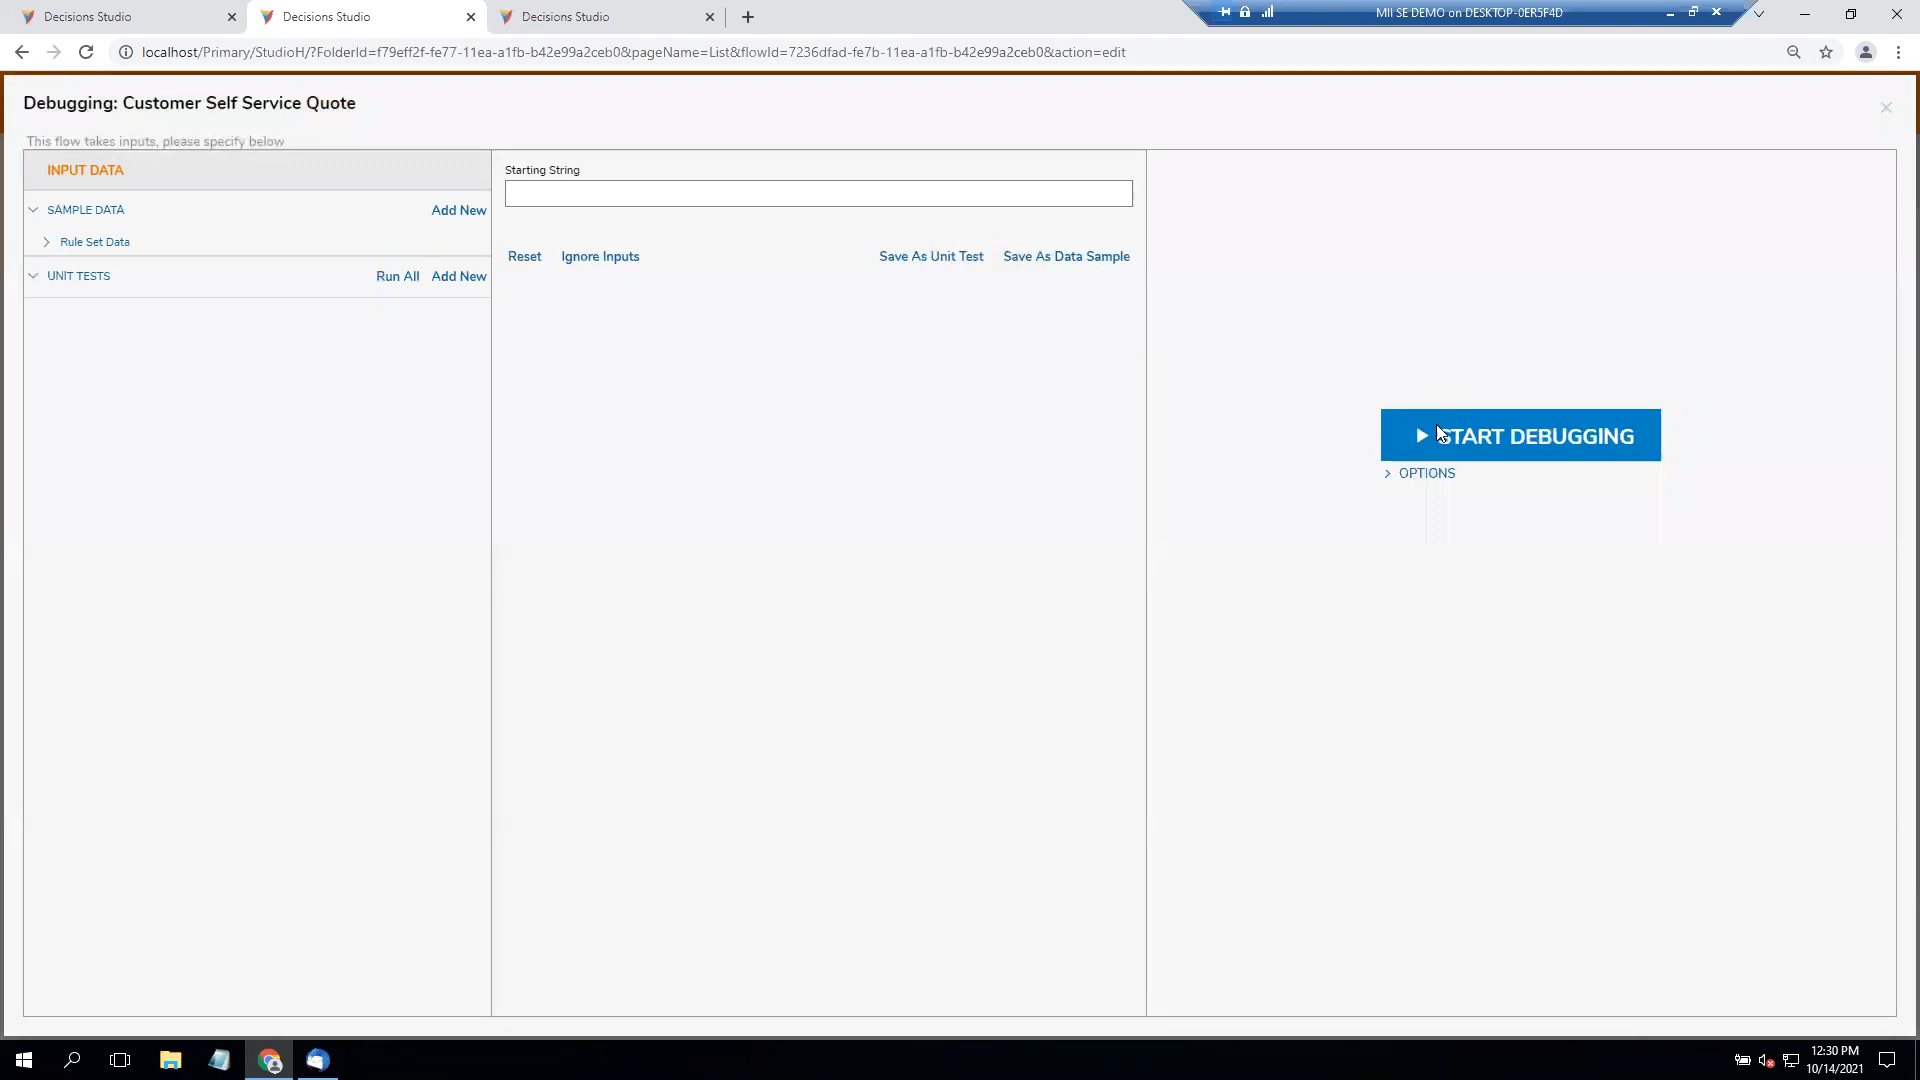 Decisions Studio
Decisions Studio
Decisions Studio
MII SE DEMO on DESKTOP-0ER5F4D
localhost/Primary/StudioH/?FolderId=f79eff2f-fe77-11ea-a1fb-b42e99a2ceb0&pageName=List&flowId=7236dfad-fe7b-11ea-a1fb-b42e99a2ceb0&action=edit
Debugging: Customer Self Service Quote
This flow takes inputs, please specify below
INPUT DATA
SAMPLE DATA Add New
Rule Set Data
UNIT TESTS Run All Add New
Starting String
Reset Ignore Inputs Save As Unit Test Save As Data Sample
START DEBUGGING
OPTIONS
12:30 PM
10/14/2021